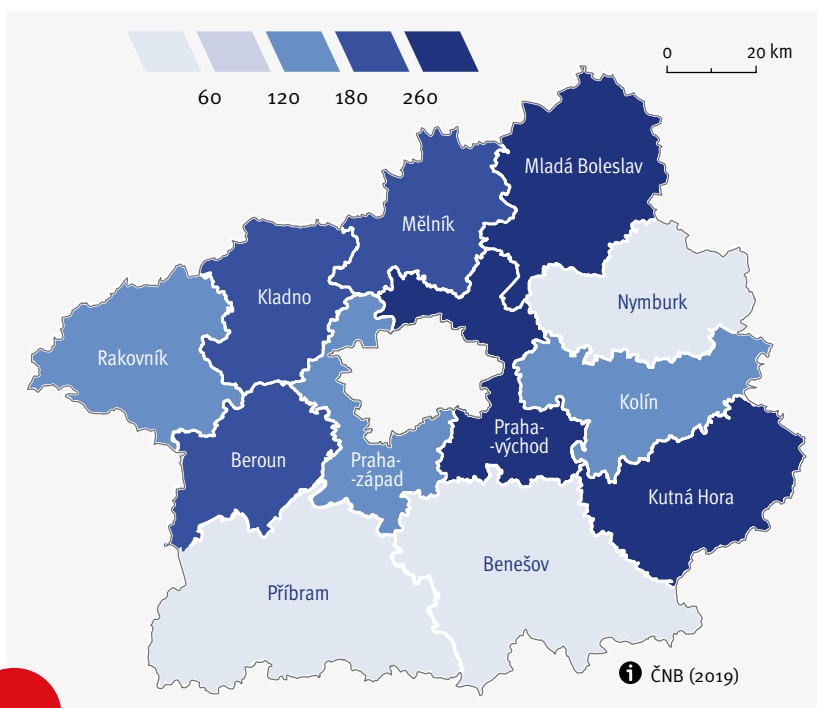 0 20 km
60 120 180 260
Mladá Boleslav
Mělník
Kladno
Nymburk
Rakovník
Kolín
Praha-
-východ
Beroun
Praha-
-západ
Kutná Hora
Benešov
Příbram
i ČNB (2019)